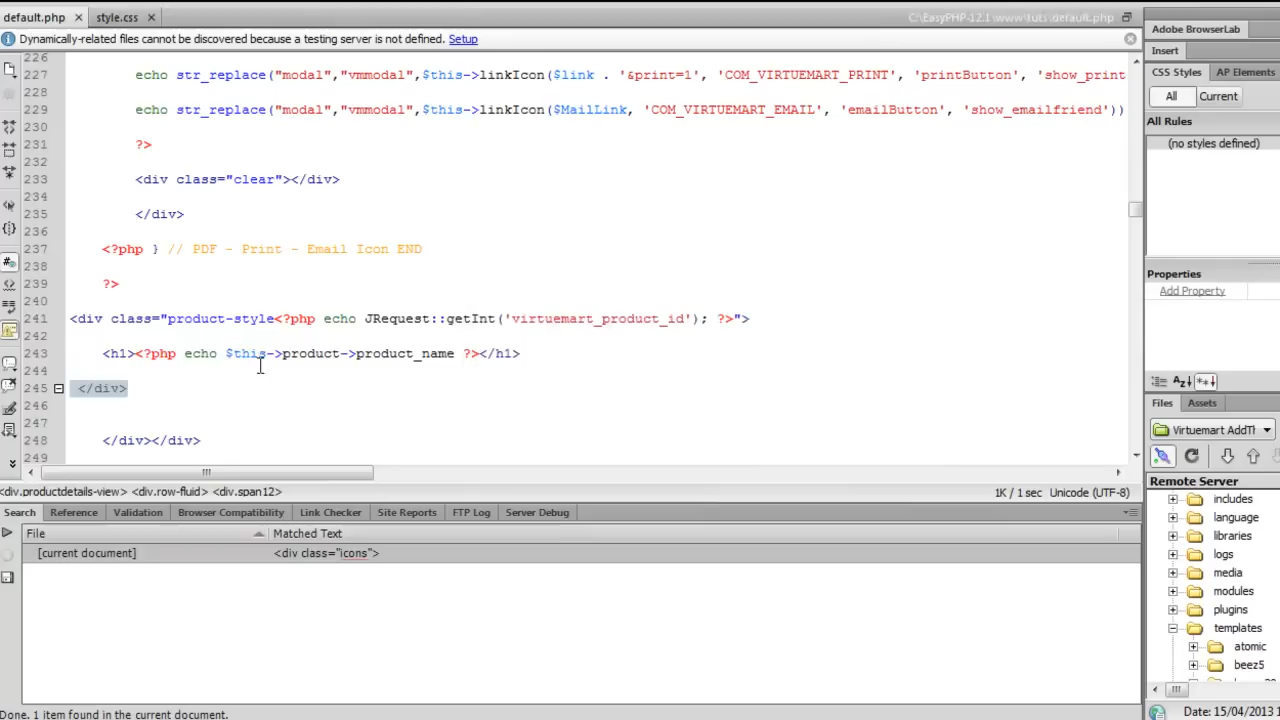 default.php
style.css
C:\EasyPHP-12.1\www\Tuts\default.php
Dynamically-related files cannot be discovered because a testing server is not defined. Setup
226
227 echo str_replace("modal","vmmodal",$this->linkIcon($link . '&print=1', 'COM_VIRTUEMART_PRINT', 'printButton', 'show_print
228
229 echo str_replace("modal","vmmodal",$this->linkIcon($MailLink, 'COM_VIRTUEMART_EMAIL', 'emailButton', 'show_emailfriend'))
230
231 ?>
232
233 <div class="clear"></div>
234
235 </div>
236
237 <?php } // PDF - Print - Email Icon END
238
239 ?>
240
241 <div class="product-style<?php echo JRequest::getInt('virtuemart_product_id'); ?>">
242
243 <h1><?php echo $this->product->product_name ?></h1>
244
245 </div>
246
247
248 </div></div>
249
<div.productdetails-view> <div.row-fluid> <div.span12>
1K / 1 sec Unicode (UTF-8)
Search Reference Validation Browser Compatibility Link Checker Site Reports FTP Log Server Debug
File Matched Text
[current document] <div class="icons">
Done. 1 item found in the current document.
Adobe BrowserLab
Insert
CSS Styles AP Elements
All Current
All Rules
(no styles defined)
Properties
Add Property
Files Assets
Virtuemart AddTh
Remote Server
includes
language
libraries
logs
media
modules
plugins
templates
atomic
beez5
Date: 15/04/2013 1